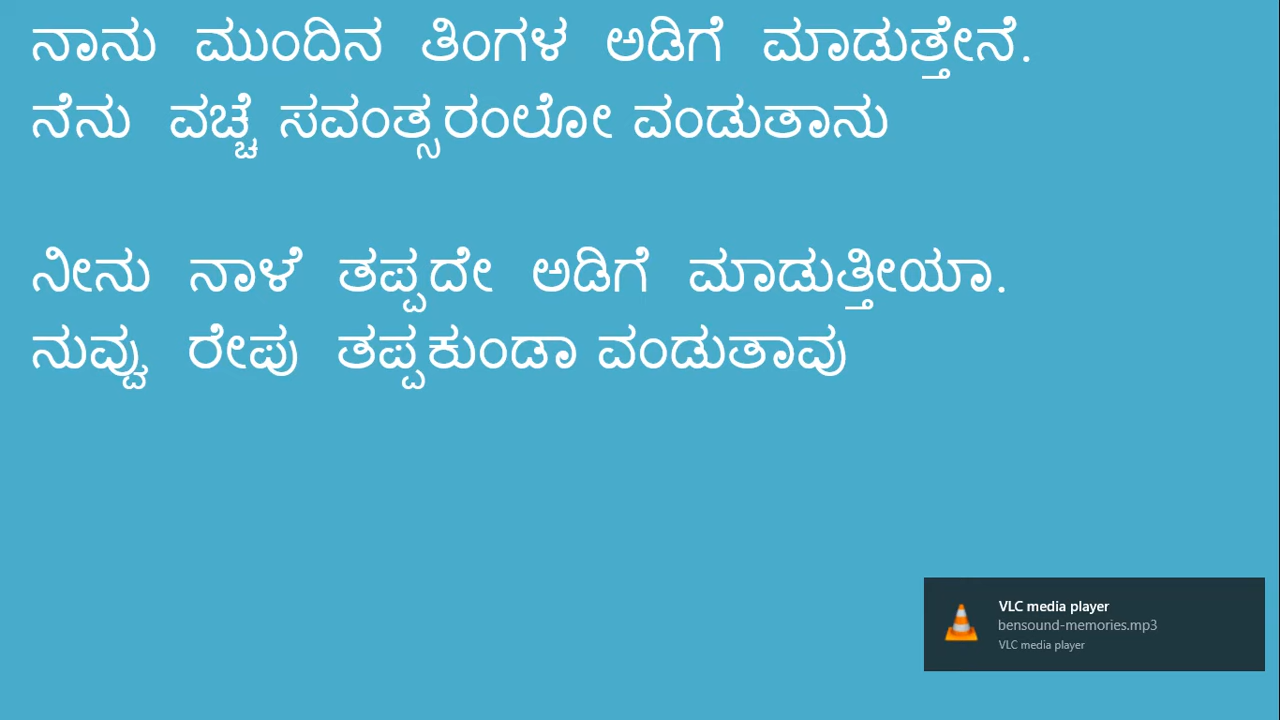 ನಾನು ಮುಂದಿನ ತಿಂಗಳ ಅಡಿಗೆ ಮಾಡುತ್ತೇನೆ.
ನೆನು ವಚ್ಚೆ ಸವಂತ್ಸರಂಲೋ ವಂಡುತಾನು
ನೀನು ನಾಳೆ ತಪ್ಪದೇ ಅಡಿಗೆ ಮಾಡುತ್ತೀಯಾ.
ನುವ್ವು ರೇಪು ತಪ್ಪಕುಂಡಾ ವಂಡುತಾವು
VLC media player
bensound-memories.mp3
VLC media player